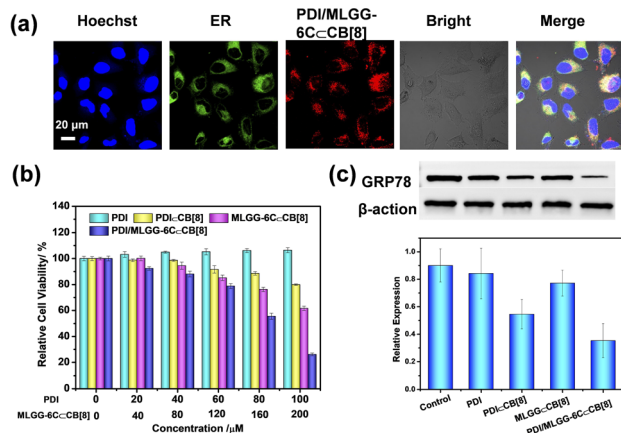 (a)
Hoechst ER PDI/MLGG-6C⊂CB[8] Bright Merge
20 μm
(b)
PDI PDI⊂CB[8] MLGG-6C⊂CB[8]
PDI/MLGG-6C⊂CB[8]
Relative Cell Viability/ %
140
120
100
80
60
40
20
0
PDI 0 20 40 60 80 100
MLGG-6C⊂CB[8] 0 40 80 120 160 200
Concentration /μM
(c)
GRP78
β-action
Relative Expression
1.0
0.8
0.6
0.4
0.2
0.0
Control PDI PDI⊂CB[8] MLGG⊂CB[8] PDI/MLGG-6C⊂CB[8]